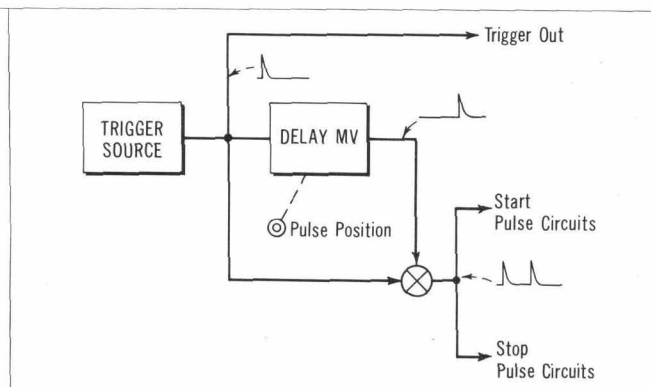 Trigger Out
TRIGGER
SOURCE
DELAY MV
Pulse Position
Start
Pulse Circuits
Stop
Pulse Circuits